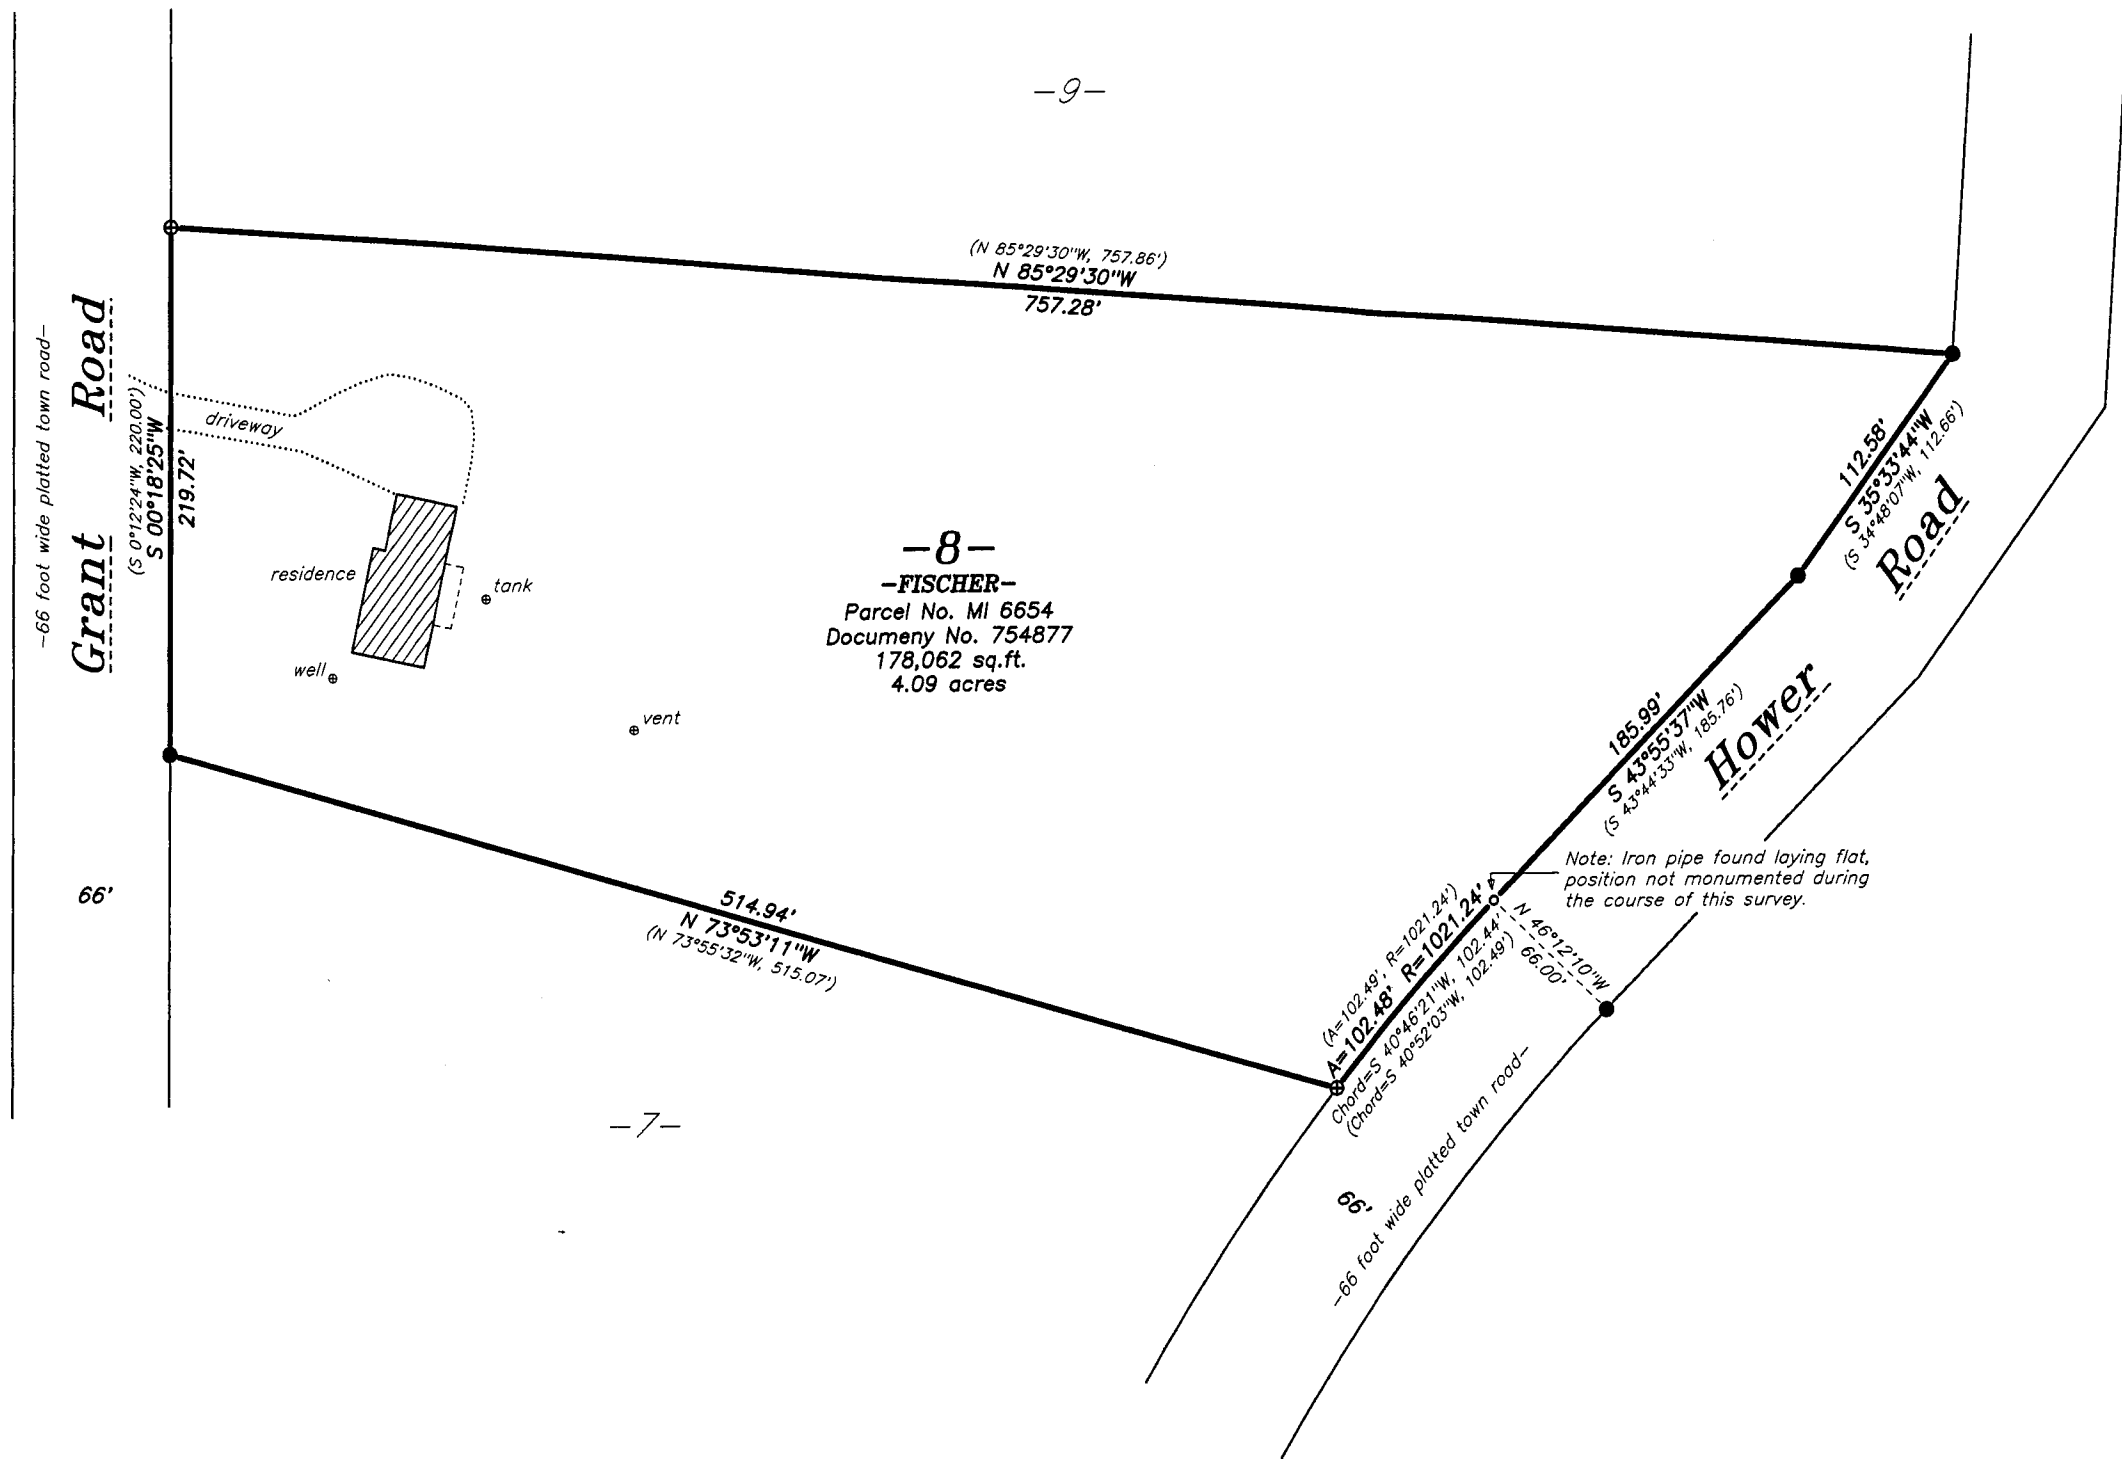 -9-
(N 85°29'30"W, 757.86')
N 85°29'30"W
757.28'
-66 foot wide platted town road-
Grant Road
(S 0°12'24"W, 220.00')
S 00°18'25"W
219.72'
driveway
residence
tank
well
vent
-8-
-FISCHER-
Parcel No. MI 6654
Documeny No. 754877
178,062 sq.ft.
4.09 acres
112.58'
S 35°33'44"W
(S 34°48'07"W, 112.66')
Hower Road
185.99'
S 43°55'37"W
(S 43°44'33"W, 185.76')
Note: Iron pipe found laying flat,
position not monumented during
the course of this survey.
N 46°12'10"W
66.00'
(A=102.49', R=1021.24')
A=102.48' R=1021.24'
Chord=S 40°46'21"W, 102.44'
(Chord=S 40°52'03"W, 102.49')
66'
514.94'
N 73°53'11"W
(N 73°55'32"W, 515.07')
-7-
66'
-66 foot wide platted town road-